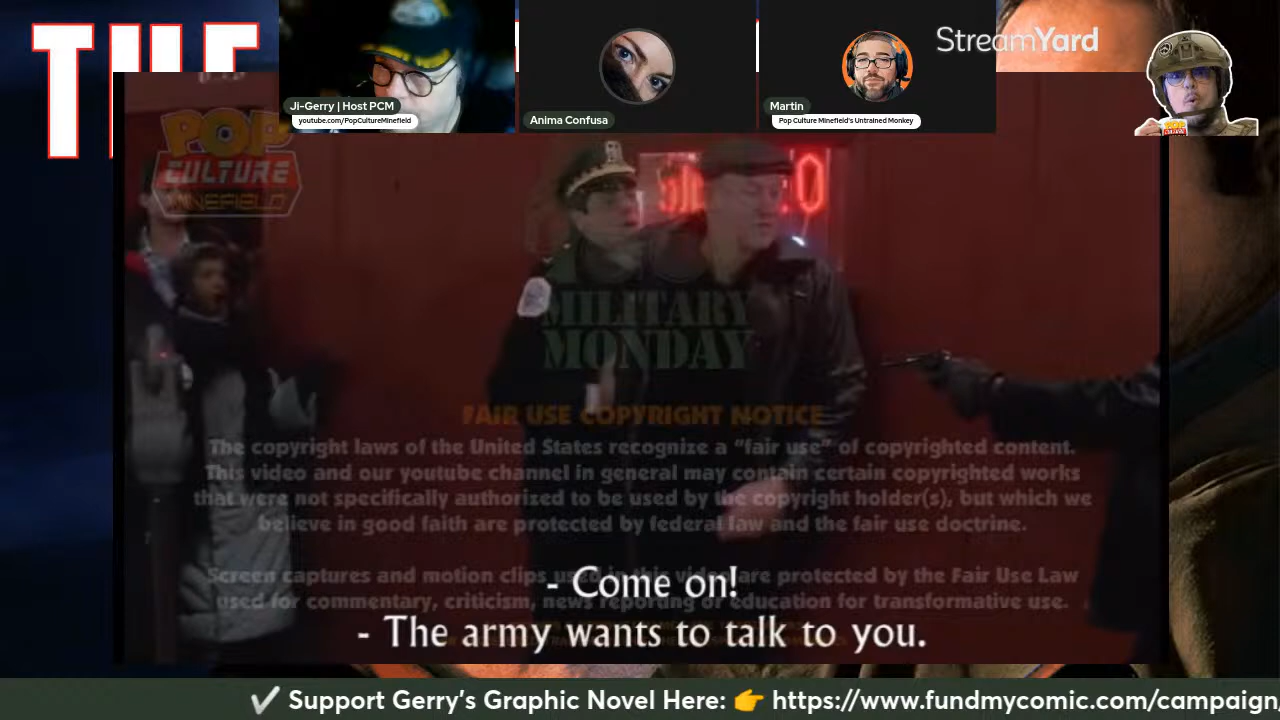 THE
StreamYard
Ji-Gerry | Host PCM
youtube.com/PopCultureMinefield
Anima Confusa
Martin
Pop Culture Minefield's Untrained Monkey
POP
CULTURE
MINEFIELD
MILITARY
MONDAY
FAIR USE COPYRIGHT NOTICE
The copyright laws of the United States recognize a “fair use” of copyrighted content.
This video and our youtube channel in general may contain certain copyrighted works
that were not specifically authorized to be used by the copyright holder(s), but which we
believe in good faith are protected by federal law and the fair use doctrine.
Screen captures and motion clips used in this video are protected by the Fair Use Law
used for commentary, criticism, news reporting or education for transformative use.
- Come on!
- The army wants to talk to you.
✔ Support Gerry's Graphic Novel Here: 👉 https://www.fundmycomic.com/campaign/